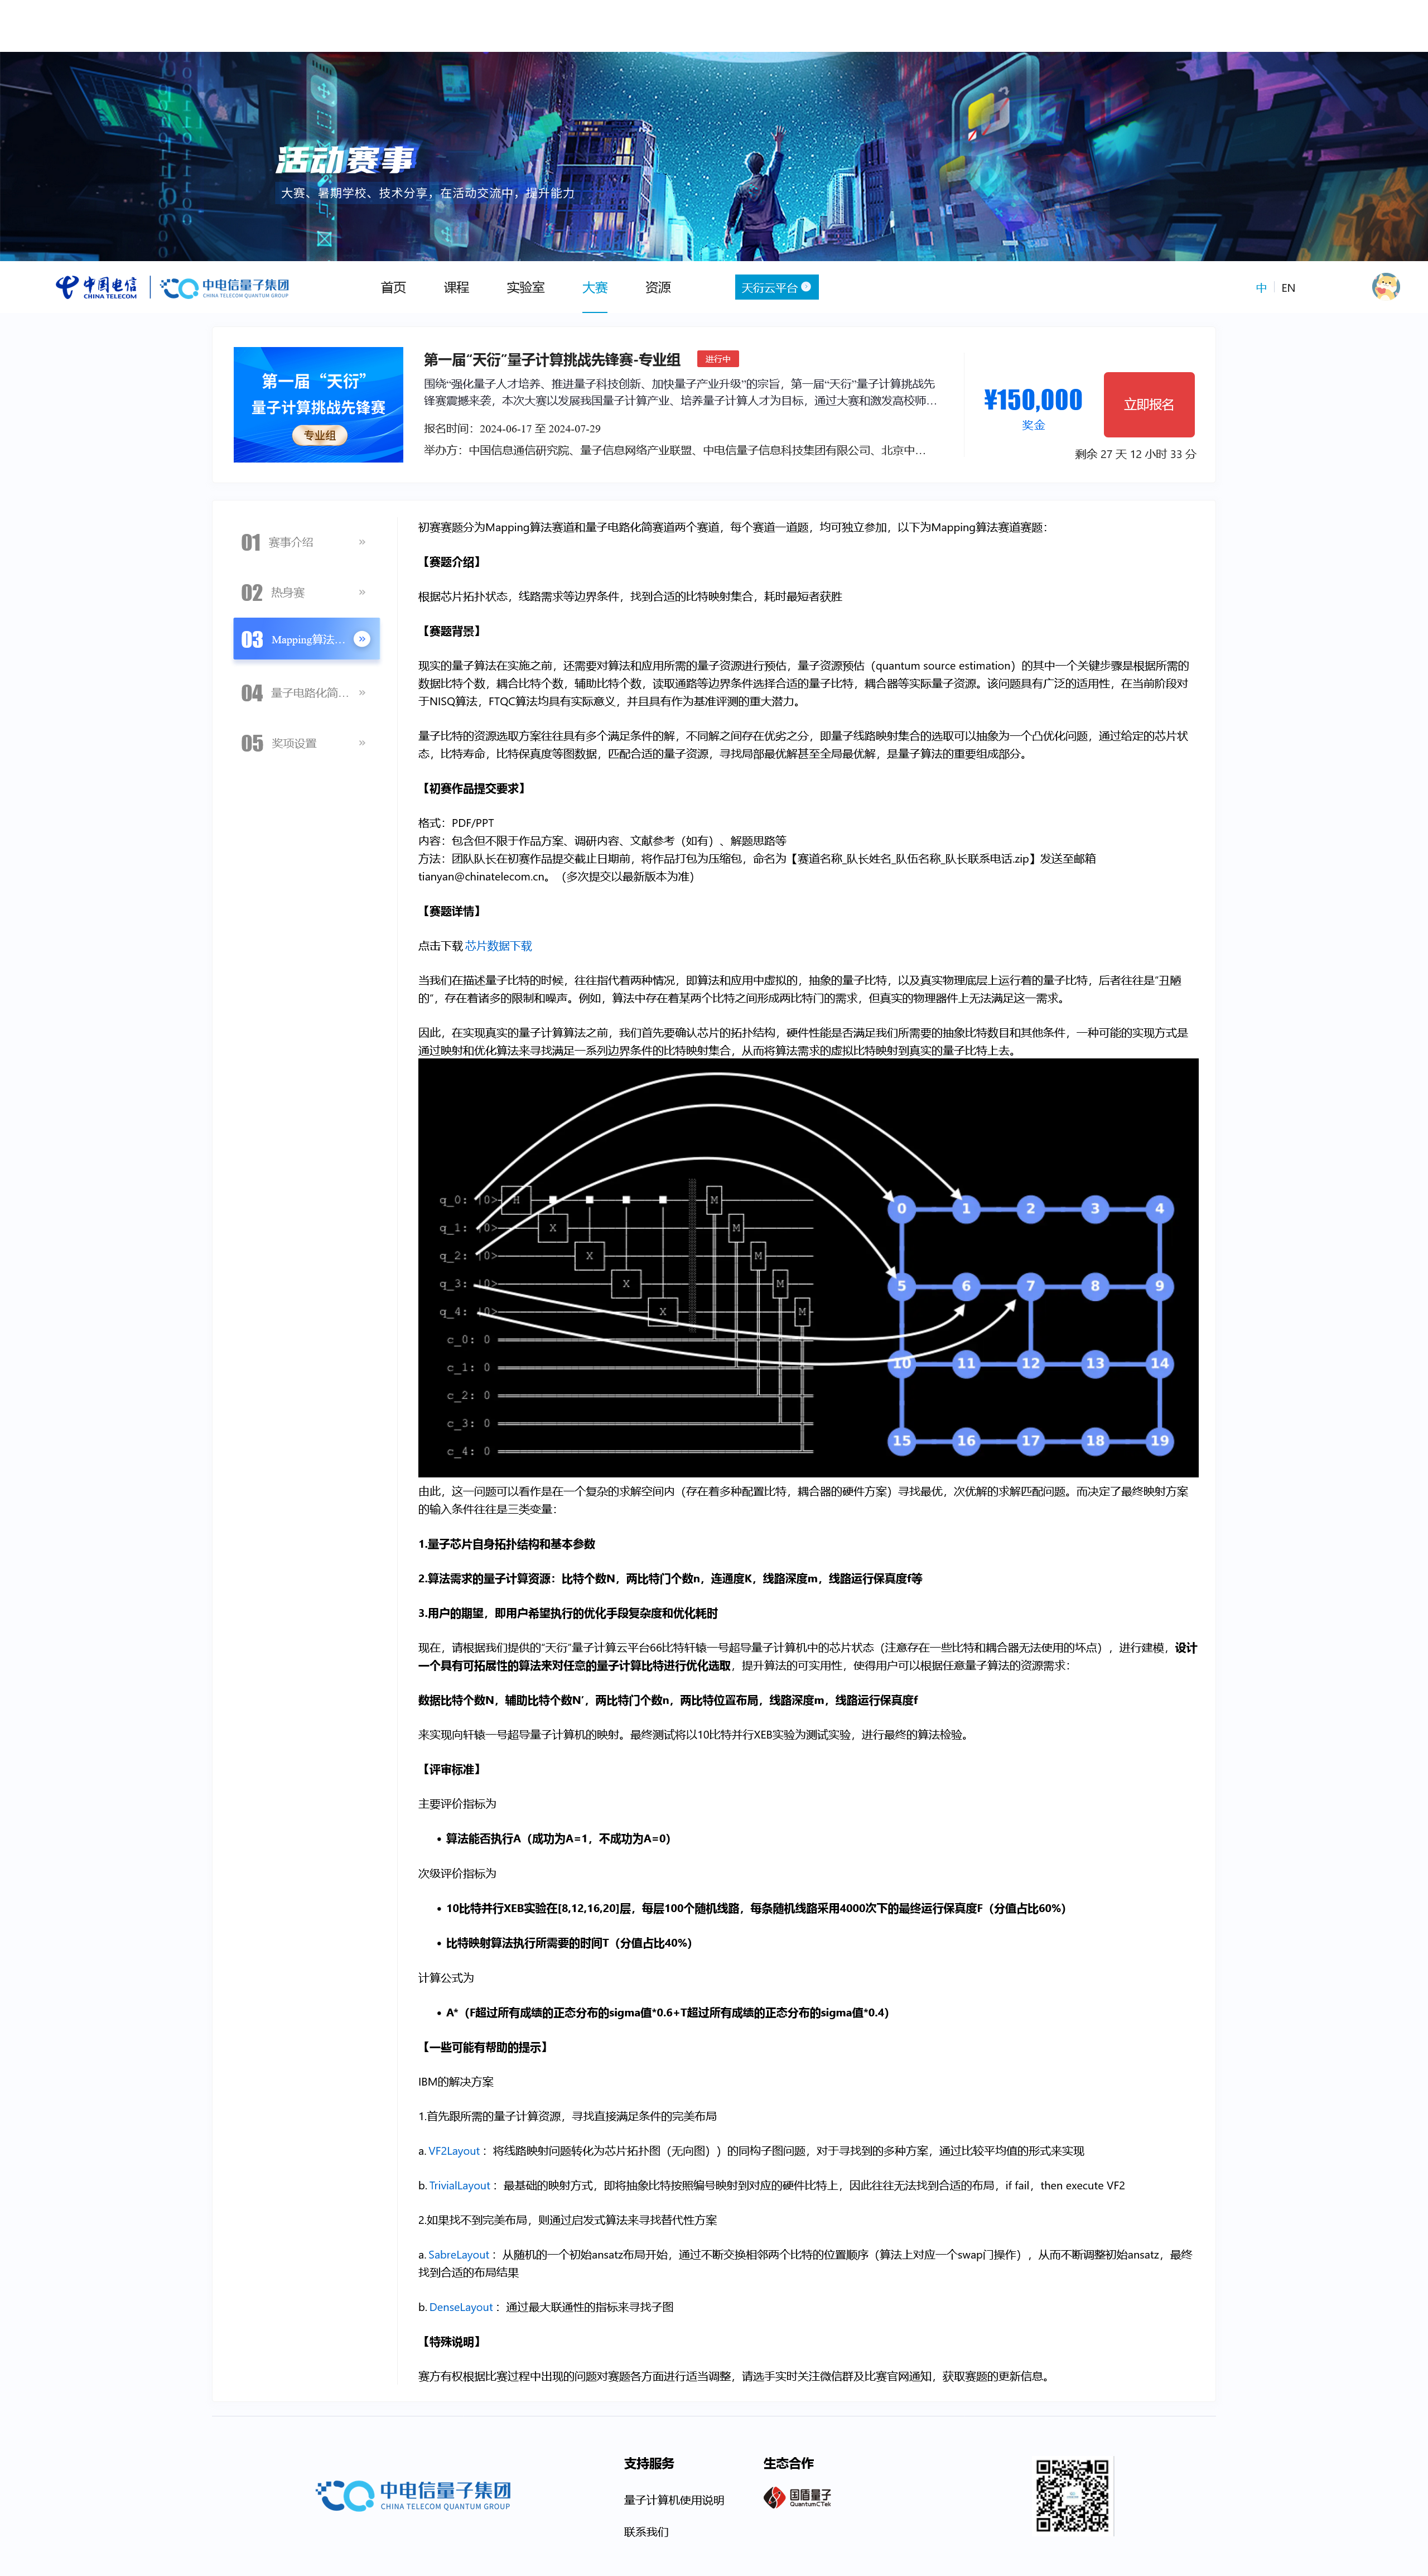 活动赛事
大赛、暑期学校、技术分享，在活动交流中，提升能力
中国电信
CHINA TELECOM
中电信量子集团
CHINA TELECOM QUANTUM GROUP
首页
课程
实验室
大赛
资源
天衍云平台
中
EN
第一届“天衍”
量子计算挑战先锋赛
专业组
第一届“天衍”量子计算挑战先锋赛-专业组
进行中
围绕“强化量子人才培养、推进量子科技创新、加快量子产业升级”的宗旨，第一届“天衍”量子计算挑战先
锋赛震撼来袭，本次大赛以发展我国量子计算产业、培养量子计算人才为目标，通过大赛和激发高校师…
报名时间：2024-06-17 至 2024-07-29
举办方：中国信息通信研究院、量子信息网络产业联盟、中电信量子信息科技集团有限公司、北京中…
¥150,000
奖金
立即报名
剩余 27 天 12 小时 33 分
01 赛事介绍 »
02 热身赛 »
03 Mapping算法… »
04 量子电路化简… »
05 奖项设置 »
初赛赛题分为Mapping算法赛道和量子电路化简赛道两个赛道，每个赛道一道题，均可独立参加，以下为Mapping算法赛道赛题：
【赛题介绍】
根据芯片拓扑状态，线路需求等边界条件，找到合适的比特映射集合，耗时最短者获胜
【赛题背景】
现实的量子算法在实施之前，还需要对算法和应用所需的量子资源进行预估，量子资源预估（quantum source estimation）的其中一个关键步骤是根据所需的
数据比特个数，耦合比特个数，辅助比特个数，读取通路等边界条件选择合适的量子比特，耦合器等实际量子资源。该问题具有广泛的适用性，在当前阶段对
于NISQ算法，FTQC算法均具有实际意义，并且具有作为基准评测的重大潜力。
量子比特的资源选取方案往往具有多个满足条件的解，不同解之间存在优劣之分，即量子线路映射集合的选取可以抽象为一个凸优化问题，通过给定的芯片状
态，比特寿命，比特保真度等图数据，匹配合适的量子资源，寻找局部最优解甚至全局最优解，是量子算法的重要组成部分。
【初赛作品提交要求】
格式：PDF/PPT
内容：包含但不限于作品方案、调研内容、文献参考（如有）、解题思路等
方法：团队队长在初赛作品提交截止日期前，将作品打包为压缩包，命名为【赛道名称_队长姓名_队伍名称_队长联系电话.zip】发送至邮箱
tianyan@chinatelecom.cn。（多次提交以最新版本为准）
【赛题详情】
点击下载 芯片数据下载
当我们在描述量子比特的时候，往往指代着两种情况，即算法和应用中虚拟的，抽象的量子比特，以及真实物理底层上运行着的量子比特，后者往往是“丑陋
的”，存在着诸多的限制和噪声。例如，算法中存在着某两个比特之间形成两比特门的需求，但真实的物理器件上无法满足这一需求。
因此，在实现真实的量子计算算法之前，我们首先要确认芯片的拓扑结构，硬件性能是否满足我们所需要的抽象比特数目和其他条件，一种可能的实现方式是
通过映射和优化算法来寻找满足一系列边界条件的比特映射集合，从而将算法需求的虚拟比特映射到真实的量子比特上去。
q_0: |0> H M
q_1: |0> X M
q_2: |0> X M
q_3: |0> X M
q_4: |0> X M
c_0: 0
c_1: 0
c_2: 0
c_3: 0
c_4: 0
0 1 2 3 4
5 6 7 8 9
10 11 12 13 14
15 16 17 18 19
由此，这一问题可以看作是在一个复杂的求解空间内（存在着多种配置比特，耦合器的硬件方案）寻找最优，次优解的求解匹配问题。而决定了最终映射方案
的输入条件往往是三类变量：
1.量子芯片自身拓扑结构和基本参数
2.算法需求的量子计算资源：比特个数N，两比特门个数n，连通度K，线路深度m，线路运行保真度f等
3.用户的期望，即用户希望执行的优化手段复杂度和优化耗时
现在，请根据我们提供的“天衍”量子计算云平台66比特轩辕一号超导量子计算机中的芯片状态（注意存在一些比特和耦合器无法使用的坏点），进行建模，设计
一个具有可拓展性的算法来对任意的量子计算比特进行优化选取，提升算法的可实用性，使得用户可以根据任意量子算法的资源需求：
数据比特个数N，辅助比特个数N’，两比特门个数n，两比特位置布局，线路深度m，线路运行保真度f
来实现向轩辕一号超导量子计算机的映射。最终测试将以10比特并行XEB实验为测试实验，进行最终的算法检验。
【评审标准】
主要评价指标为
• 算法能否执行A（成功为A=1，不成功为A=0）
次级评价指标为
• 10比特并行XEB实验在[8,12,16,20]层，每层100个随机线路，每条随机线路采用4000次下的最终运行保真度F（分值占比60%）
• 比特映射算法执行所需要的时间T（分值占比40%）
计算公式为
• A*（F超过所有成绩的正态分布的sigma值*0.6+T超过所有成绩的正态分布的sigma值*0.4）
【一些可能有帮助的提示】
IBM的解决方案
1.首先跟所需的量子计算资源，寻找直接满足条件的完美布局
a. VF2Layout： 将线路映射问题转化为芯片拓扑图（无向图））的同构子图问题，对于寻找到的多种方案，通过比较平均值的形式来实现
b. TrivialLayout： 最基础的映射方式，即将抽象比特按照编号映射到对应的硬件比特上，因此往往无法找到合适的布局，if fail，then execute VF2
2.如果找不到完美布局，则通过启发式算法来寻找替代性方案
a. SabreLayout： 从随机的一个初始ansatz布局开始，通过不断交换相邻两个比特的位置顺序（算法上对应一个swap门操作），从而不断调整初始ansatz，最终
找到合适的布局结果
b. DenseLayout： 通过最大联通性的指标来寻找子图
【特殊说明】
赛方有权根据比赛过程中出现的问题对赛题各方面进行适当调整，请选手实时关注微信群及比赛官网通知，获取赛题的更新信息。
中电信量子集团
CHINA TELECOM QUANTUM GROUP
支持服务
量子计算机使用说明
联系我们
生态合作
国盾量子
QuantumCTek